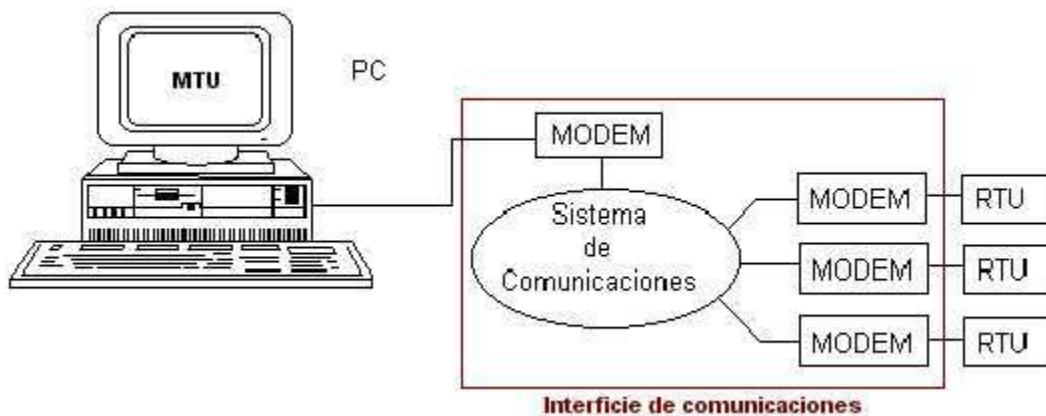 MTU
PC
MODEM
Sistema
de
Comunicaciones
MODEM
RTU
MODEM
RTU
MODEM
RTU
Interficie de comunicaciones